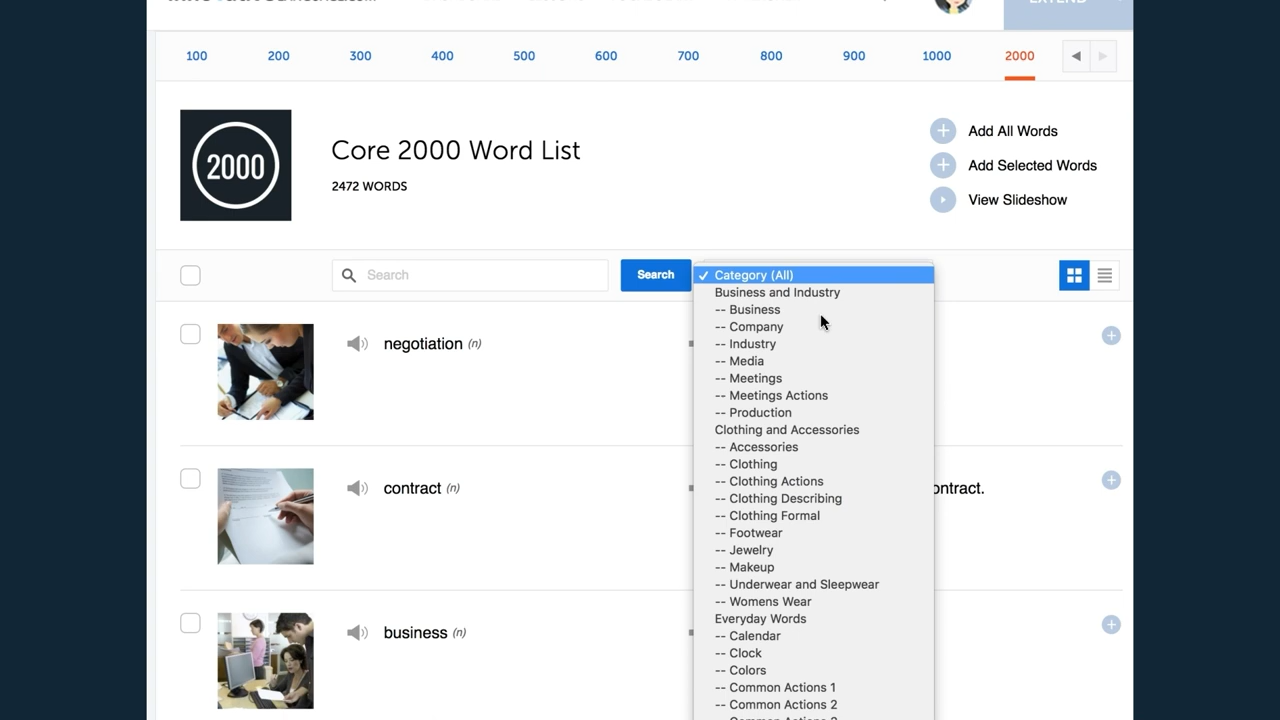 EXTEND
100 200 300 400 500 600 700 800 900 1000 2000
2000
Core 2000 Word List
2472 WORDS
Add All Words
Add Selected Words
View Slideshow
Search
Search
Category (All)
Business and Industry
-- Business
-- Company
-- Industry
-- Media
-- Meetings
-- Meetings Actions
-- Production
Clothing and Accessories
-- Accessories
-- Clothing
-- Clothing Actions
-- Clothing Describing
-- Clothing Formal
-- Footwear
-- Jewelry
-- Makeup
-- Underwear and Sleepwear
-- Womens Wear
Everyday Words
-- Calendar
-- Clock
-- Colors
-- Common Actions 1
-- Common Actions 2
negotiation (n)
contract (n)
ontract.
business (n)